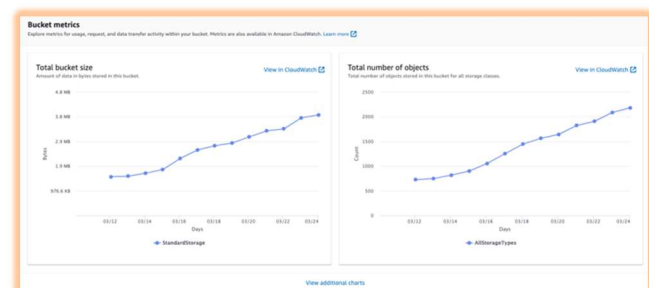 Bucket metrics
Explore metrics for usage, request, and data transfer activity within your bucket. Metrics are also available in Amazon CloudWatch. Learn more
Total bucket size
View in CloudWatch
Amount of data in bytes stored in this bucket.
4.8 MB
3.8 MB
2.9 MB
1.9 MB
976.6 KB
Bytes
03/12 03/14 03/16 03/18 03/20 03/22 03/24
Days
StandardStorage
Total number of objects
View in CloudWatch
Total number of objects stored in this bucket for all storage classes.
2500
2000
1500
1000
500
0
Count
03/12 03/14 03/16 03/18 03/20 03/22 03/24
Days
AllStorageTypes
View additional charts